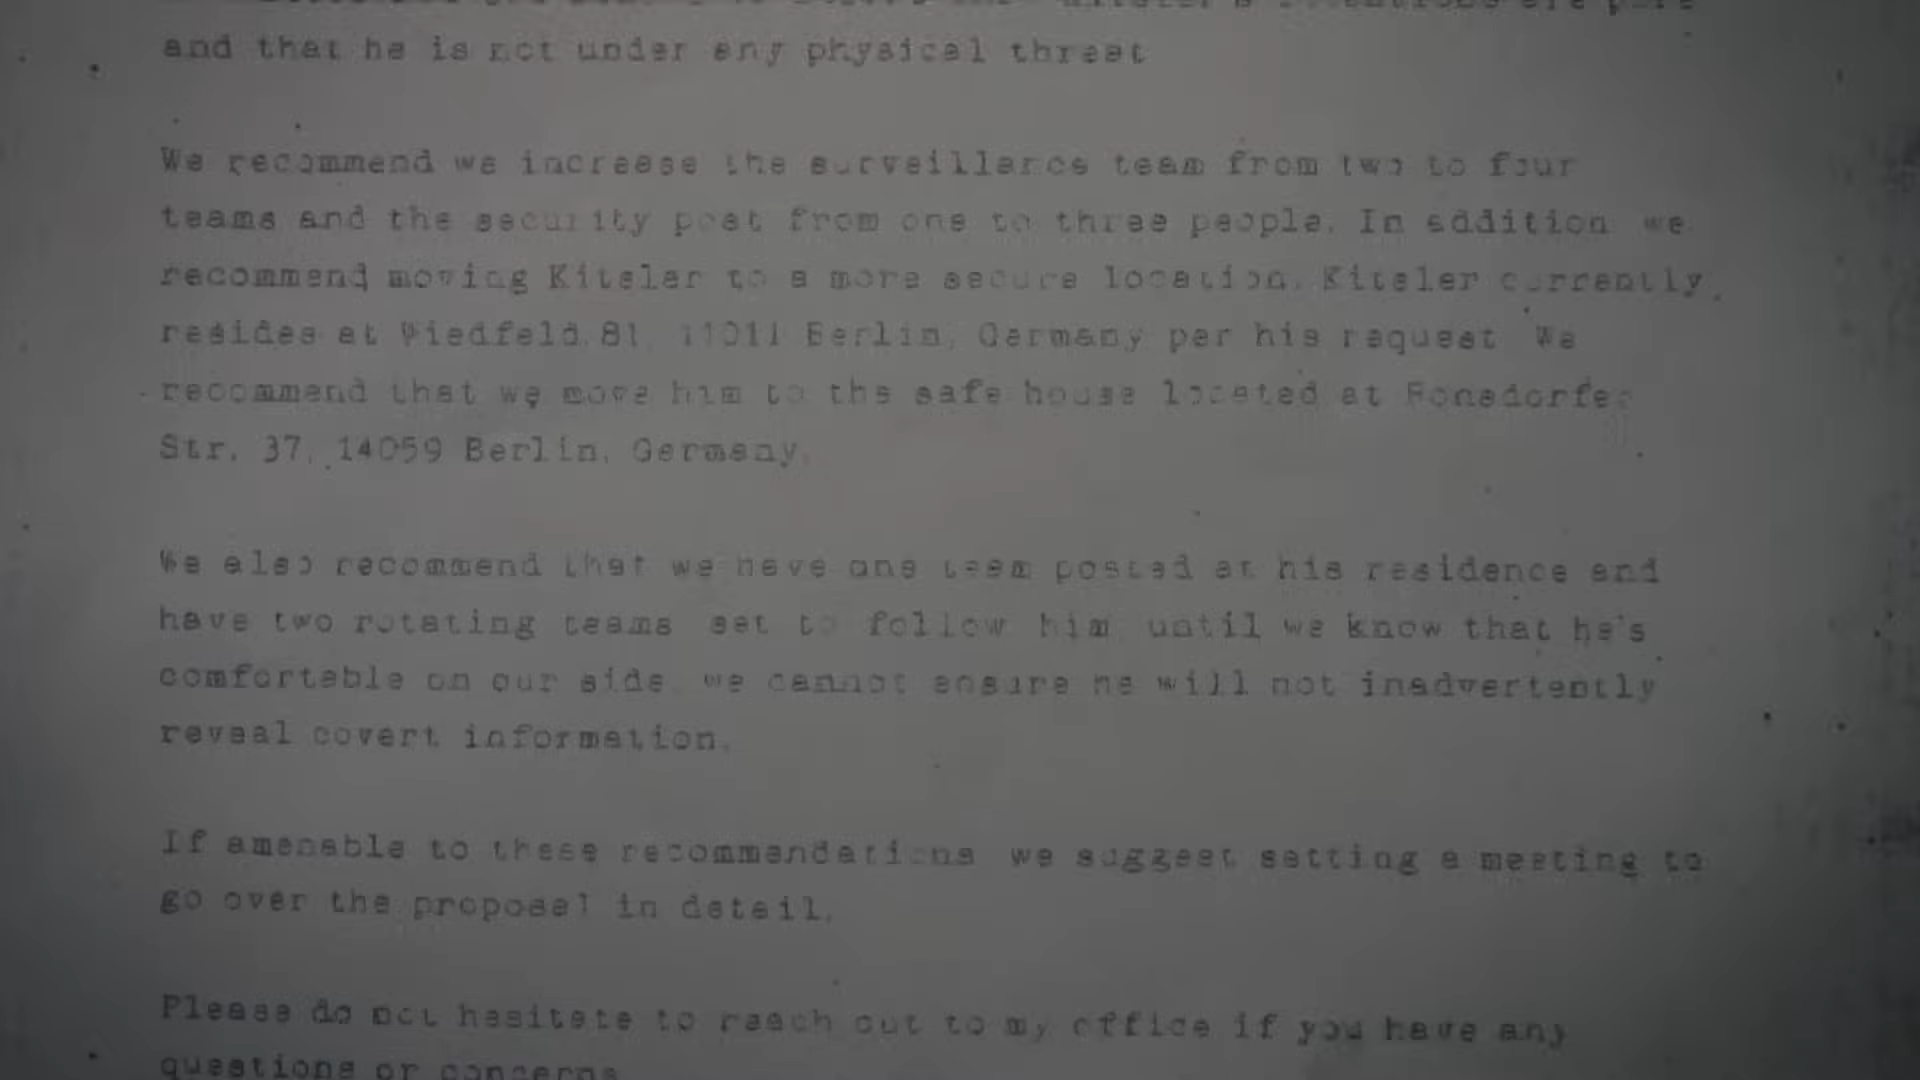 and that he is not under any physical threat
We recommend we increase the surveillance team from two to four
teams and the security post from one to three people. In addition we
recommend moving Kitsler to a more secure location. Kitsler currently
resides at Wiedfeld 81, 11011 Berlin, Germany per his request We
recommend that we move him to the safe house located at Ronsdorfer
Str. 37, 14059 Berlin, Germany.
We also recommend that we have one team posted at his residence and
have two rotating teams set to follow him until we know that he's
comfortable on our side we cannot ensure he will not inadvertently
reveal covert information.
If amenable to these recommendations we suggest setting a meeting to
go over the proposal in detail.
Please do not hesitate to reach out to my office if you have any
questions or concerns